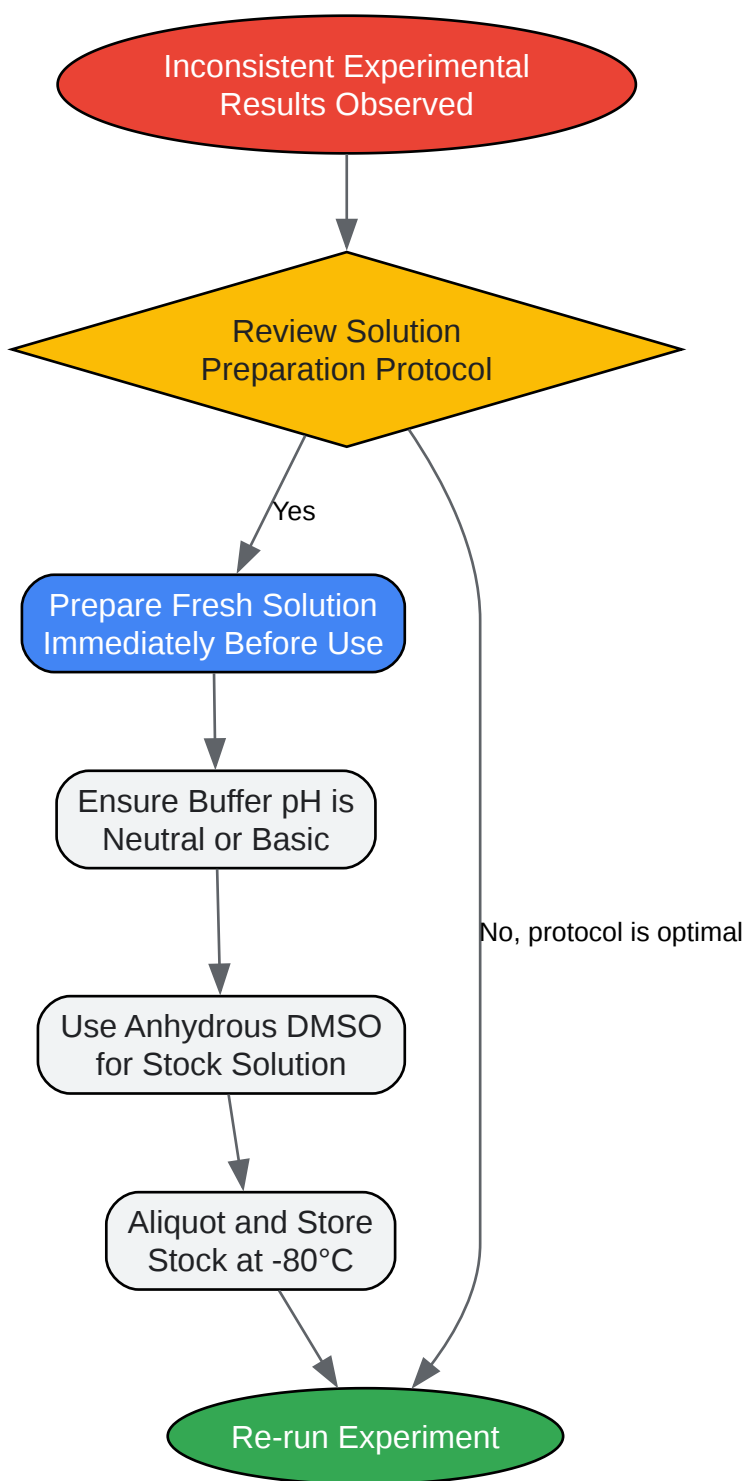 Inconsistent Experimental
Results Observed
Review Solution
Preparation Protocol
Yes
Prepare Fresh Solution
Immediately Before Use
Ensure Buffer pH is
Neutral or Basic
No, protocol is optimal
Use Anhydrous DMSO
for Stock Solution
Aliquot and Store
Stock at -80°C
Re-run Experiment